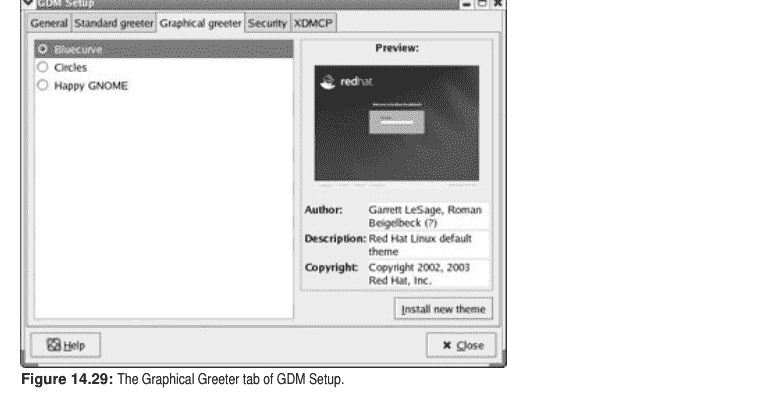 GDM Setup
General Standard greeter Graphical greeter Security XDMCP
Bluecurve
Circles
Happy GNOME
Preview:
redhat
Author: Garrett LeSage, Roman
Beigelbeck (?)
Description: Red Hat Linux default
theme
Copyright: Copyright 2002, 2003
Red Hat, Inc.
Install new theme
Help
Close
Figure 14.29: The Graphical Greeter tab of GDM Setup.